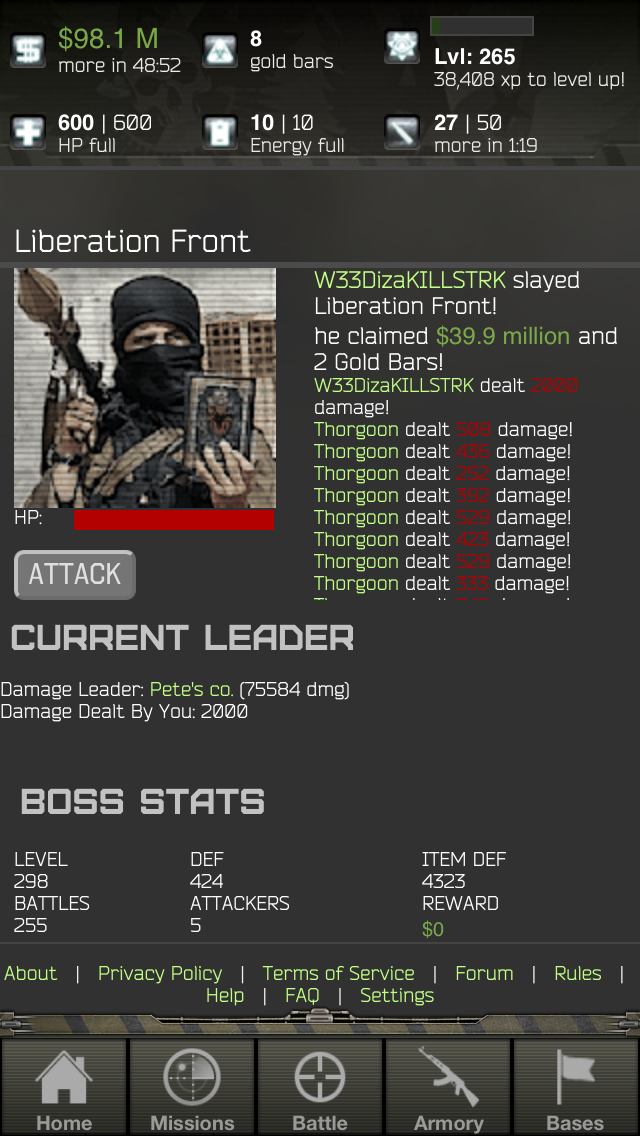 $98.1 M
more in 48:52
8
gold bars
Lvl: 265
38,408 xp to level up!
600 | 600
HP full
10 | 10
Energy full
27 | 50
more in 1:19
Liberation Front
W33DizaKILLSTRK slayed
Liberation Front!
he claimed $39.9 million and
2 Gold Bars!
W33DizaKILLSTRK dealt 2000
damage!
Thorgoon dealt 508 damage!
Thorgoon dealt 436 damage!
Thorgoon dealt 252 damage!
Thorgoon dealt 392 damage!
Thorgoon dealt 529 damage!
Thorgoon dealt 423 damage!
Thorgoon dealt 529 damage!
Thorgoon dealt 333 damage!
HP:
ATTACK
CURRENT LEADER
Damage Leader: Pete's co. (75584 dmg)
Damage Dealt By You: 2000
BOSS STATS
LEVEL DEF ITEM DEF
298 424 4323
BATTLES ATTACKERS REWARD
255 5 $0
About | Privacy Policy | Terms of Service | Forum | Rules |
Help | FAQ | Settings
Home Missions Battle Armory Bases